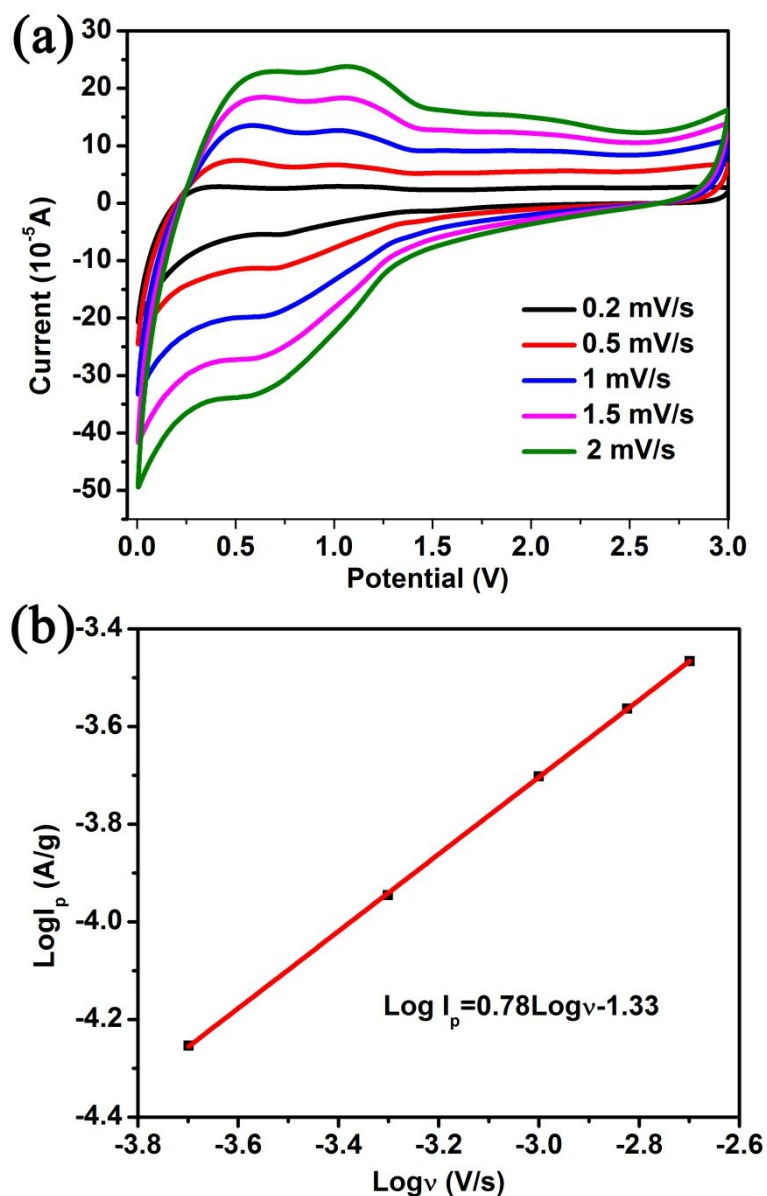 (a)
30
20
10
0
-10
-20
-30
-40
-50
Current (10^-5 A)
0.2 mV/s
0.5 mV/s
1 mV/s
1.5 mV/s
2 mV/s
0.0 0.5 1.0 1.5 2.0 2.5 3.0
Potential (V)
(b)
-3.4
-3.6
-3.8
-4.0
-4.2
-4.4
LogI_p (A/g)
Log I_p=0.78Logν-1.33
-3.8 -3.6 -3.4 -3.2 -3.0 -2.8 -2.6
Logν (V/s)